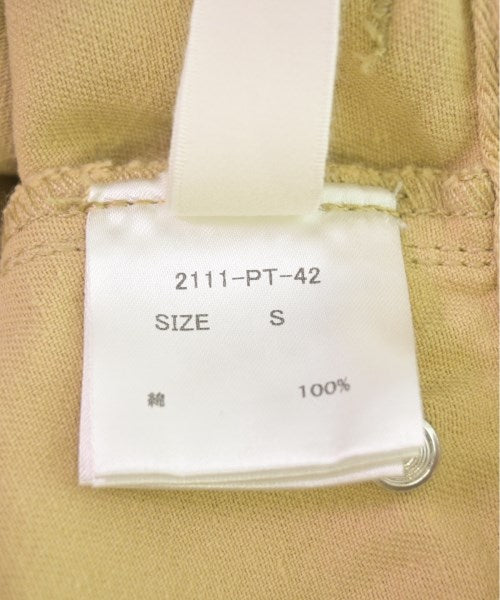 2111-PT-42
SIZE S
綿 100%